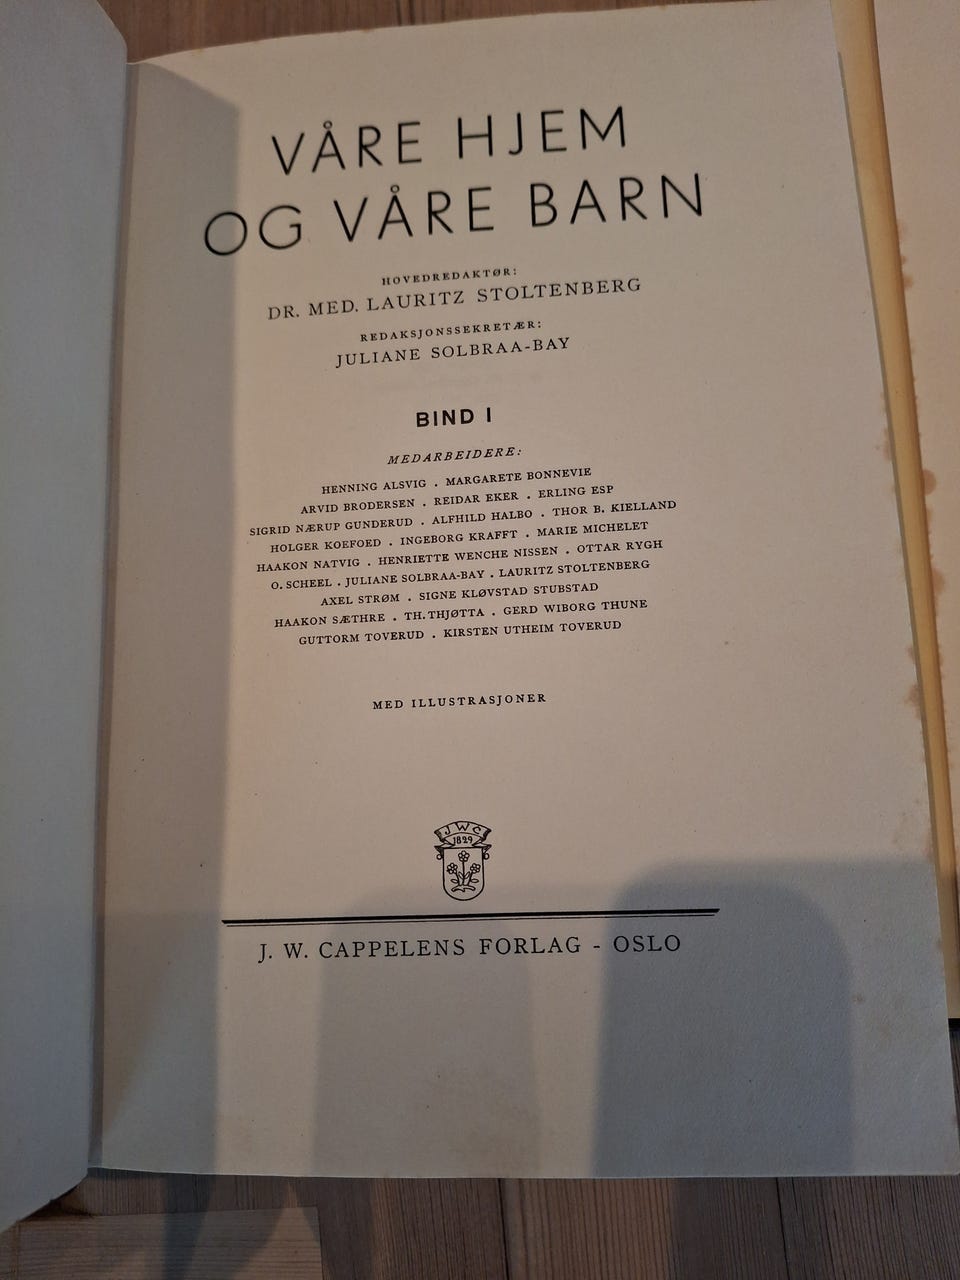 VÅRE HJEM
OG VÅRE BARN
HOVEDREDAKTØR:
DR. MED. LAURITZ STOLTENBERG
REDAKSJONSSEKRETÆR:
JULIANE SOLBRAA-BAY
BIND I
MEDARBEIDERE:
HENNING ALSVIG . MARGARETE BONNEVIE
ARVID BRODERSEN . REIDAR EKER . ERLING ESP
SIGRID NÆRUP GUNDERUD . ALFHILD HALBO . THOR B. KIELLAND
HOLGER KOEFOED . INGEBORG KRAFFT . MARIE MICHELET
HAAKON NATVIG . HENRIETTE WENCHE NISSEN . OTTAR RYGH
O. SCHEEL . JULIANE SOLBRAA-BAY . LAURITZ STOLTENBERG
AXEL STRØM . SIGNE KLØVSTAD STUBSTAD
HAAKON SÆTHRE . TH. THJØTTA . GERD WIBORG THUNE
GUTTORM TOVERUD . KIRSTEN UTHEIM TOVERUD
MED ILLUSTRASJONER
JWC
1829
J. W. CAPPELENS FORLAG - OSLO